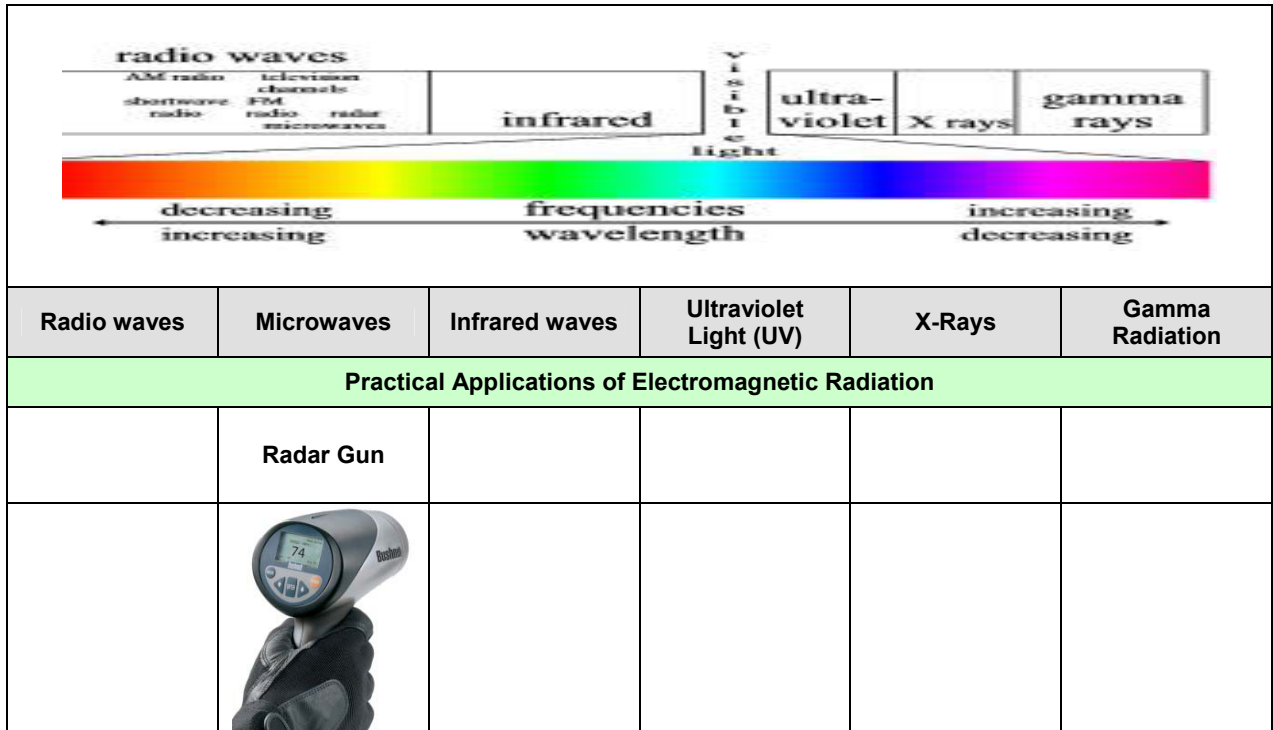 radio waves
AM radio television
channels
shortwave FM
radio radio radar
microwaves
infrared
visible
light
ultra-
violet
X rays
gamma
rays
decreasing frequencies increasing
increasing wavelength decreasing
Radio waves Microwaves Infrared waves Ultraviolet
Light (UV) X-Rays Gamma
Radiation
Practical Applications of Electromagnetic Radiation
Radar Gun
74